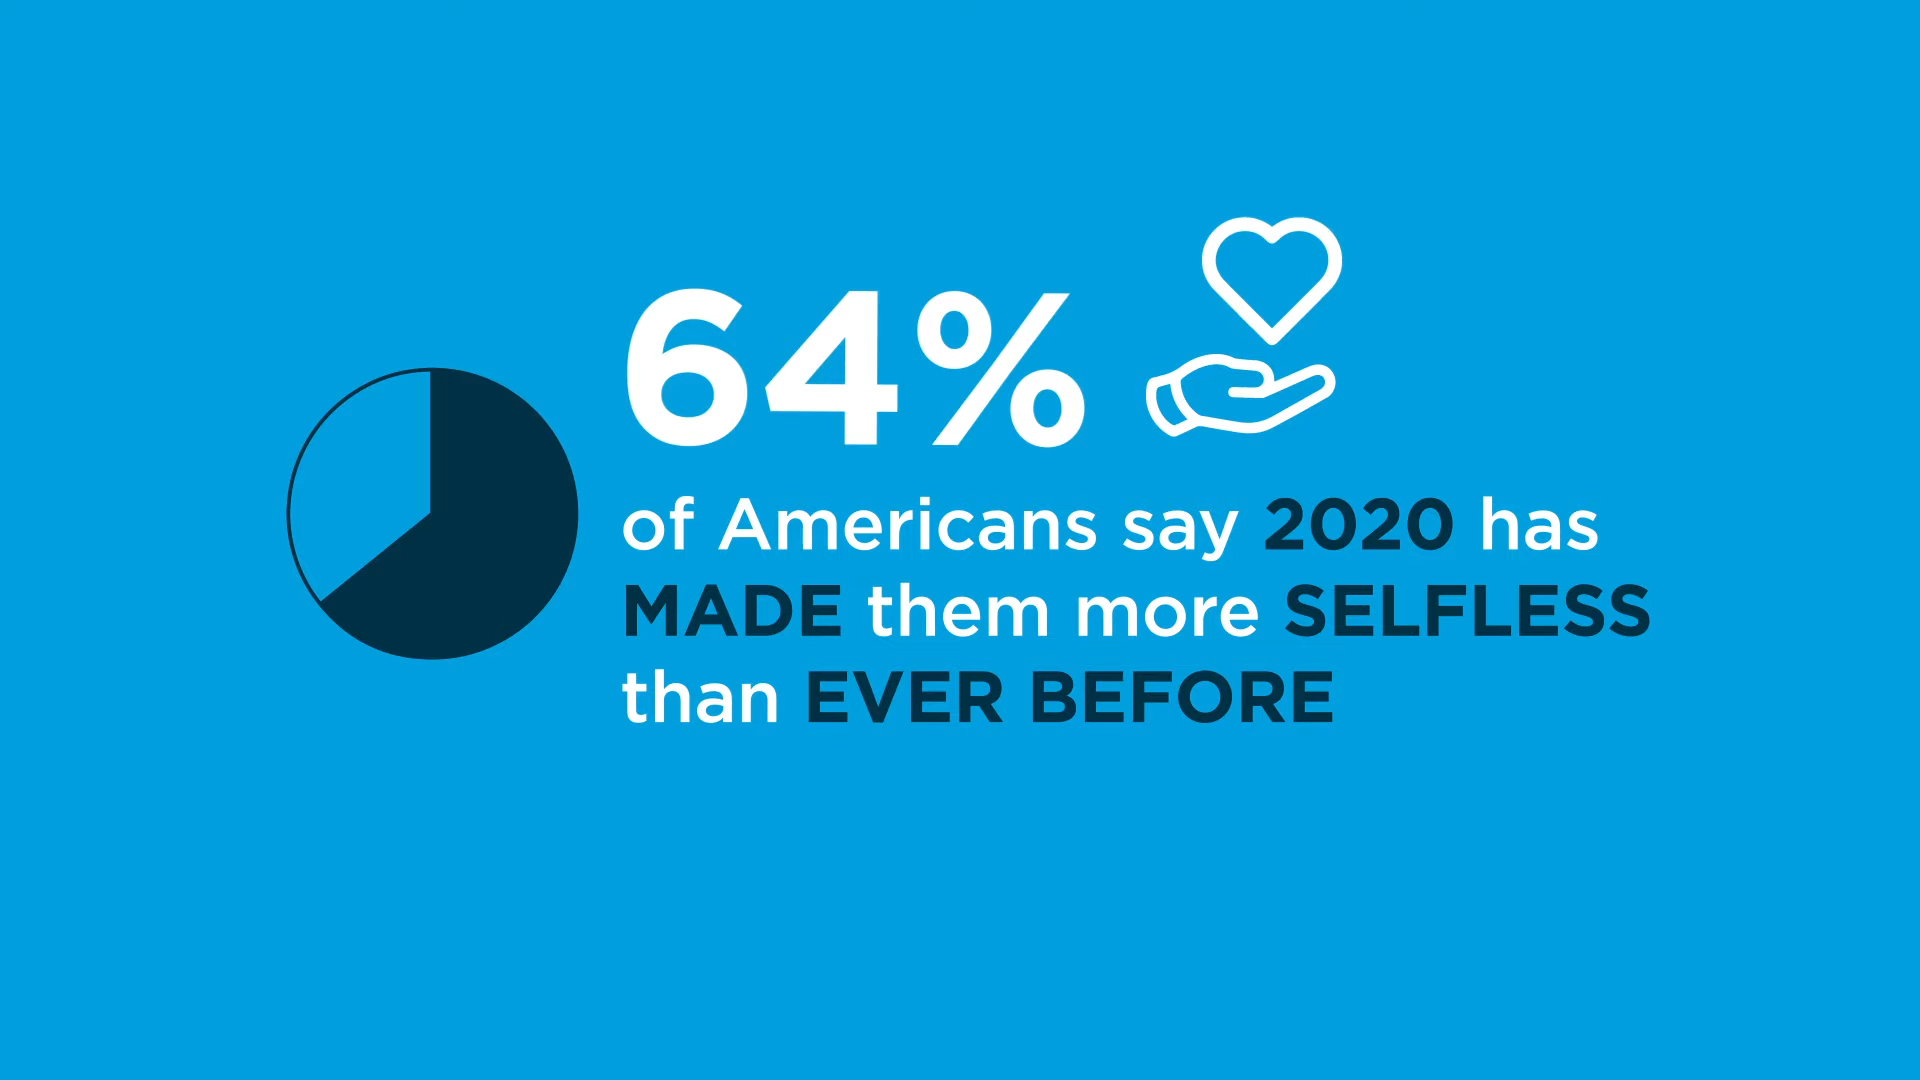 64%
of Americans say 2020 has
MADE them more SELFLESS
than EVER BEFORE